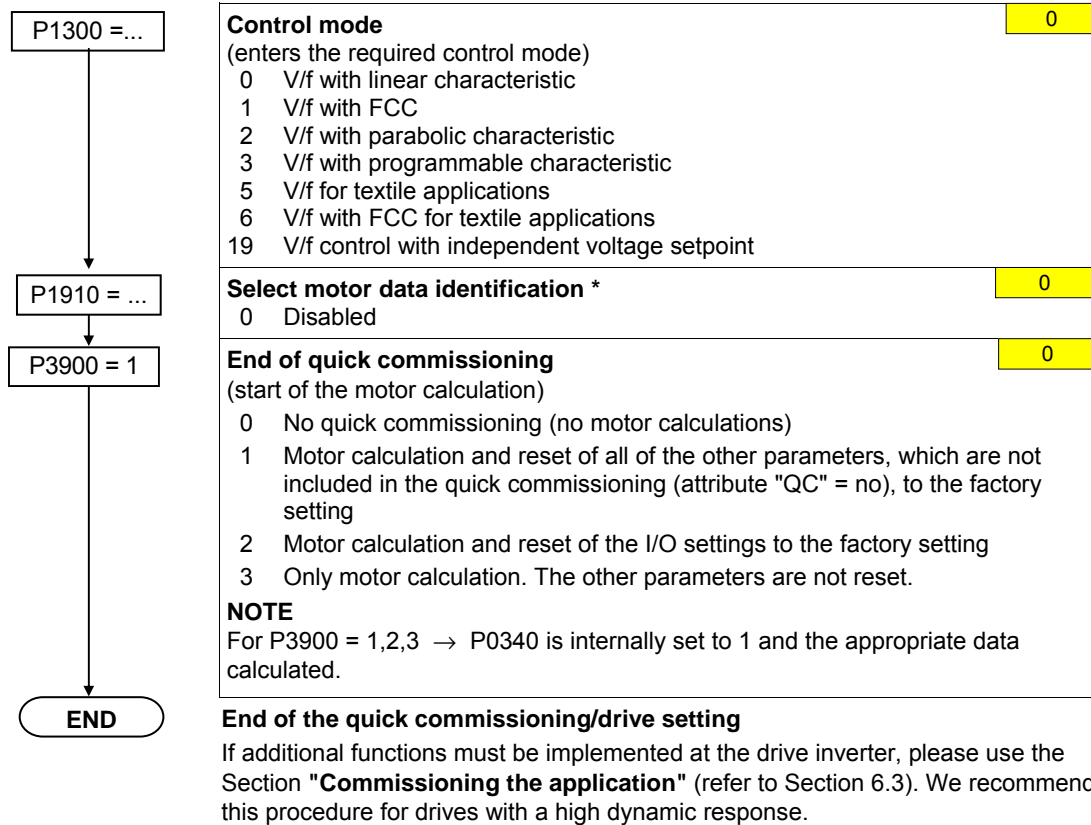 P1300 =...
Control mode
0
(enters the required control mode)
0 V/f with linear characteristic
1 V/f with FCC
2 V/f with parabolic characteristic
3 V/f with programmable characteristic
5 V/f for textile applications
6 V/f with FCC for textile applications
19 V/f control with independent voltage setpoint
P1910 = ...
Select motor data identification *
0
0 Disabled
P3900 = 1
End of quick commissioning
0
(start of the motor calculation)
0 No quick commissioning (no motor calculations)
1 Motor calculation and reset of all of the other parameters, which are not
included in the quick commissioning (attribute "QC" = no), to the factory
setting
2 Motor calculation and reset of the I/O settings to the factory setting
3 Only motor calculation. The other parameters are not reset.
NOTE
For P3900 = 1,2,3 → P0340 is internally set to 1 and the appropriate data
calculated.
END
End of the quick commissioning/drive setting
If additional functions must be implemented at the drive inverter, please use the
Section "Commissioning the application" (refer to Section 6.3). We recommend
this procedure for drives with a high dynamic response.